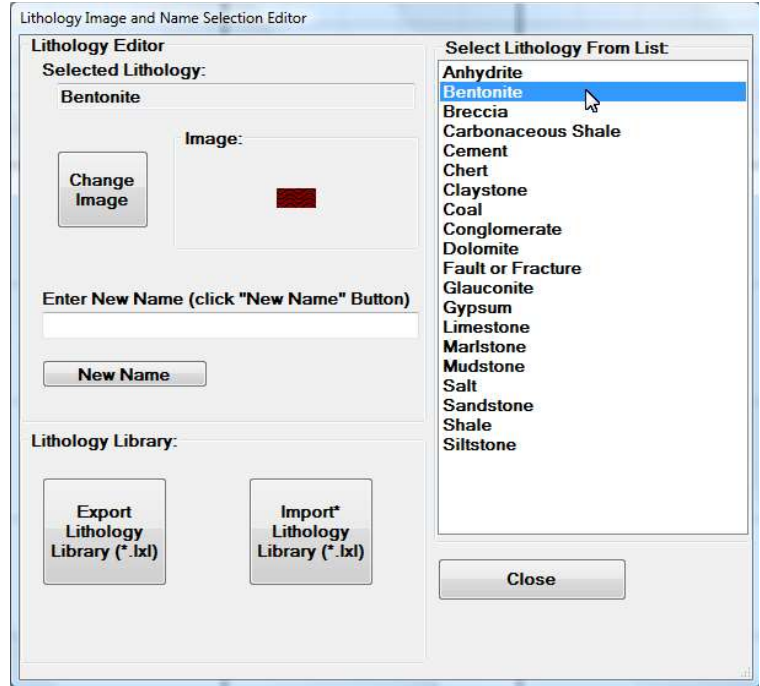 Lithology Image and Name Selection Editor
Lithology Editor
Selected Lithology:
Bentonite
Image:
Change
Image
Enter New Name (click "New Name" Button)
New Name
Lithology Library:
Export
Lithology
Library (*.lxl)
Import*
Lithology
Library (*.lxl)
Select Lithology From List:
Anhydrite
Bentonite
Breccia
Carbonaceous Shale
Cement
Chert
Claystone
Coal
Conglomerate
Dolomite
Fault or Fracture
Glauconite
Gypsum
Limestone
Marlstone
Mudstone
Salt
Sandstone
Shale
Siltstone
Close